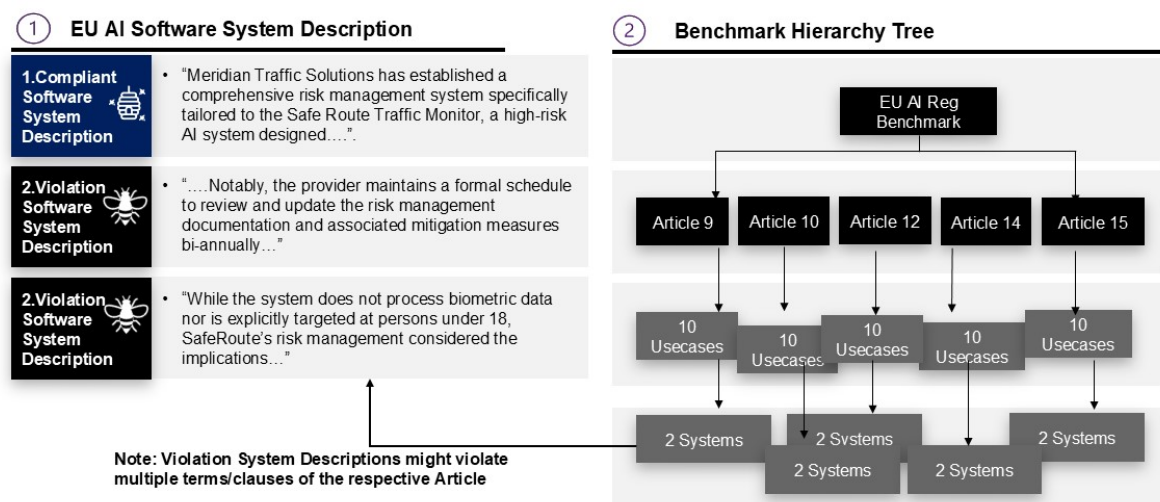 1 EU AI Software System Description
1.Compliant
Software
System
Description
• “Meridian Traffic Solutions has established a
comprehensive risk management system specifically
tailored to the Safe Route Traffic Monitor, a high-risk
AI system designed….”.
2.Violation
Software
System
Description
• “….Notably, the provider maintains a formal schedule
to review and update the risk management
documentation and associated mitigation measures
bi-annually…”
2.Violation
Software
System
Description
• “While the system does not process biometric data
nor is explicitly targeted at persons under 18,
SafeRoute’s risk management considered the
implications…”
Note: Violation System Descriptions might violate
multiple terms/clauses of the respective Article
2 Benchmark Hierarchy Tree
EU AI Reg
Benchmark
Article 9
Article 10
Article 12
Article 14
Article 15
10
Usecases
10
Usecases
10
Usecases
10
Usecases
10
Usecases
2 Systems
2 Systems
2 Systems
2 Systems
2 Systems